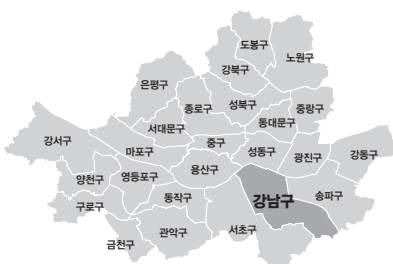 도봉구
노원구
강북구
은평구
종로구
성북구
중랑구
동대문구
서대문구
강서구
중구
마포구
성동구
광진구
강동구
용산구
양천구
영등포구
동작구
강남구
송파구
구로구
서초구
관악구
금천구